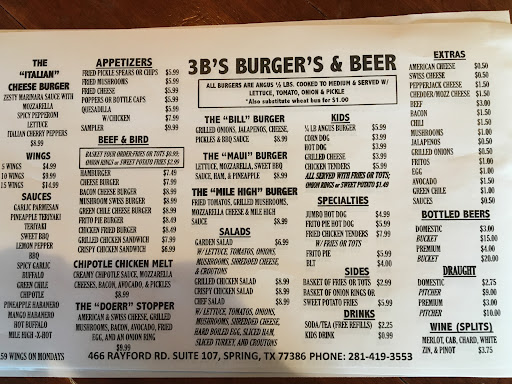 3B'S BURGER'S & BEER
ALL BURGERS ARE ANGUS ½ LBS. COOKED TO MEDIUM & SERVED W/
LETTUCE, TOMATO, ONION & PICKLE
*Also substitute wheat bun for $1.00
THE
"ITALIAN"
CHEESE BURGER
ZESTY MARINARA SAUCE WITH
MOZZARELLA
SPICY PEPPERONI
LETTUCE
ITALIAN CHERRY PEPPERS
$8.99
WINGS
5 WINGS $4.99
10 WINGS $9.99
15 WINGS $14.99
SAUCES
GARLIC PARMESAN
PINEAPPLE TERIYAKI
TERIYAKI
SWEET BBQ
LEMON PEPPER
BBQ
SPICY GARLIC
BUFFALO
GREEN CHILE
CHIPOTLE
PINEAPPLE HABANERO
MANGO HABANERO
HOT BUFFALO
MILE HIGH-X-HOT
59 WINGS ON MONDAYS
APPETIZERS
FRIED PICKLE SPEARS OR CHIPS $5.99
FRIED MUSHROOMS $5.99
FRIED CHEESE $5.99
POPPERS OR BOTTLE CAPS $5.99
QUESADILLA $5.99
W/CHICKEN $7.99
SAMPLER $9.99
BEEF & BIRD
BASKET YOUR ORDER/FRIES OR TOTS $0.99;
ONION RINGS or SWEET POTATO FRIES $2.99
HAMBURGER $7.49
CHEESE BURGER $7.99
BACON CHEESE BURGER $8.99
MUSHROOM SWISS BURGER $8.99
GREEN CHILE CHEESE BURGER $8.99
FRITO PIE BURGER $8.49
CHICKEN FRIED BURGER $8.49
GRILLED CHICKEN SANDWICH $7.99
CRISPY CHICKEN SANDWICH $6.99
CHIPOTLE CHICKEN MELT
CREAMY CHIPOTLE SAUCE, MOZZARELLA
CHEESES, BACON, AVOCADO, & PICKLES
$8.99
THE "DOERR" STOPPER
AMERICAN & SWISS CHEESE, GRILLED
MUSHROOMS, BACON, AVOCADO, FRIED
EGG, AND AN ONION RING
$9.99
THE "BILL" BURGER
GRILLED ONIONS, JALAPENOS, CHEESE,
PICKLES & BBQ SAUCE $8.99
THE "MAUI" BURGER
LETTUCE, MOZZARELLA, SWEET BBQ
SAUCE, HAM, & PINEAPPLE $8.99
THE "MILE HIGH" BURGER
FRIED TOMATOS, GRILLED MUSHROOMS,
MOZZARELLA CHEESE & MILE HIGH
SAUCE $8.99
SALADS
GARDEN SALAD $6.99
W/ LETTUCE, TOMATOS, ONIONS,
MUSHROOMS, SHREDDED CHEESE,
& CROUTONS
GRILLED CHICKEN SALAD $8.99
CRISPY CHICKEN SALAD $8.99
CHEF SALAD $8.99
W/ LETTUCE, TOMATOS, ONIONS,
MUSHROOMS, SHREDDED CHEESE,
HARD BOILED EGG, SLICED HAM,
SLICED TURKEY, AND CROUTONS
KIDS
¼ LB ANGUS BURGER $5.99
CORN DOG $3.99
HOT DOG $3.99
GRILLED CHEESE $3.99
CHICKEN TENDERS $5.99
ALL SERVED WITH FRIES OR TOTS;
ONION RINGS or SWEET POTATO $1.49
SPECIALTIES
JUMBO HOT DOG $4.99
FRITO PIE HOT DOG $5.99
FRIED CHICKEN TENDERS $7.99
W/FRIES OR TOTS
FRITO PIE $5.99
BLT $4.00
SIDES
BASKET OF FRIES OR TOTS $2.99
BASKET OF ONION RINGS OR
SWEET POTATO FRIES $5.99
DRINKS
SODA/TEA (FREE REFILLS) $2.25
KIDS DRINK $0.99
EXTRAS
AMERICAN CHEESE $0.50
SWISS CHEESE $0.50
PEPPERJACK CHEESE $0.50
CHEDDER/MOZZ CHEESE $1.50
BEEF $3.00
BACON $1.50
CHILI $1.50
MUSHROOMS $1.50
JALAPENOS $0.50
GRILLED ONIONS $0.50
FRITOS $1.00
EGG $1.00
AVOCADO $1.50
GREEN CHILE $1.00
SAUCES $0.50
BOTTLED BEERS
DOMESTIC $3.00
BUCKET $15.00
PREMIUM $4.00
BUCKET $20.00
DRAUGHT
DOMESTIC $2.75
PITCHER $9.00
PREMIUM $3.75
PITCHER $10.00
WINE (SPLITS)
MERLOT, CAB, CHARD, WHITE
ZIN, & PINOT $3.75
466 RAYFORD RD. SUITE 107, SPRING, TX 77386 PHONE: 281-419-3553